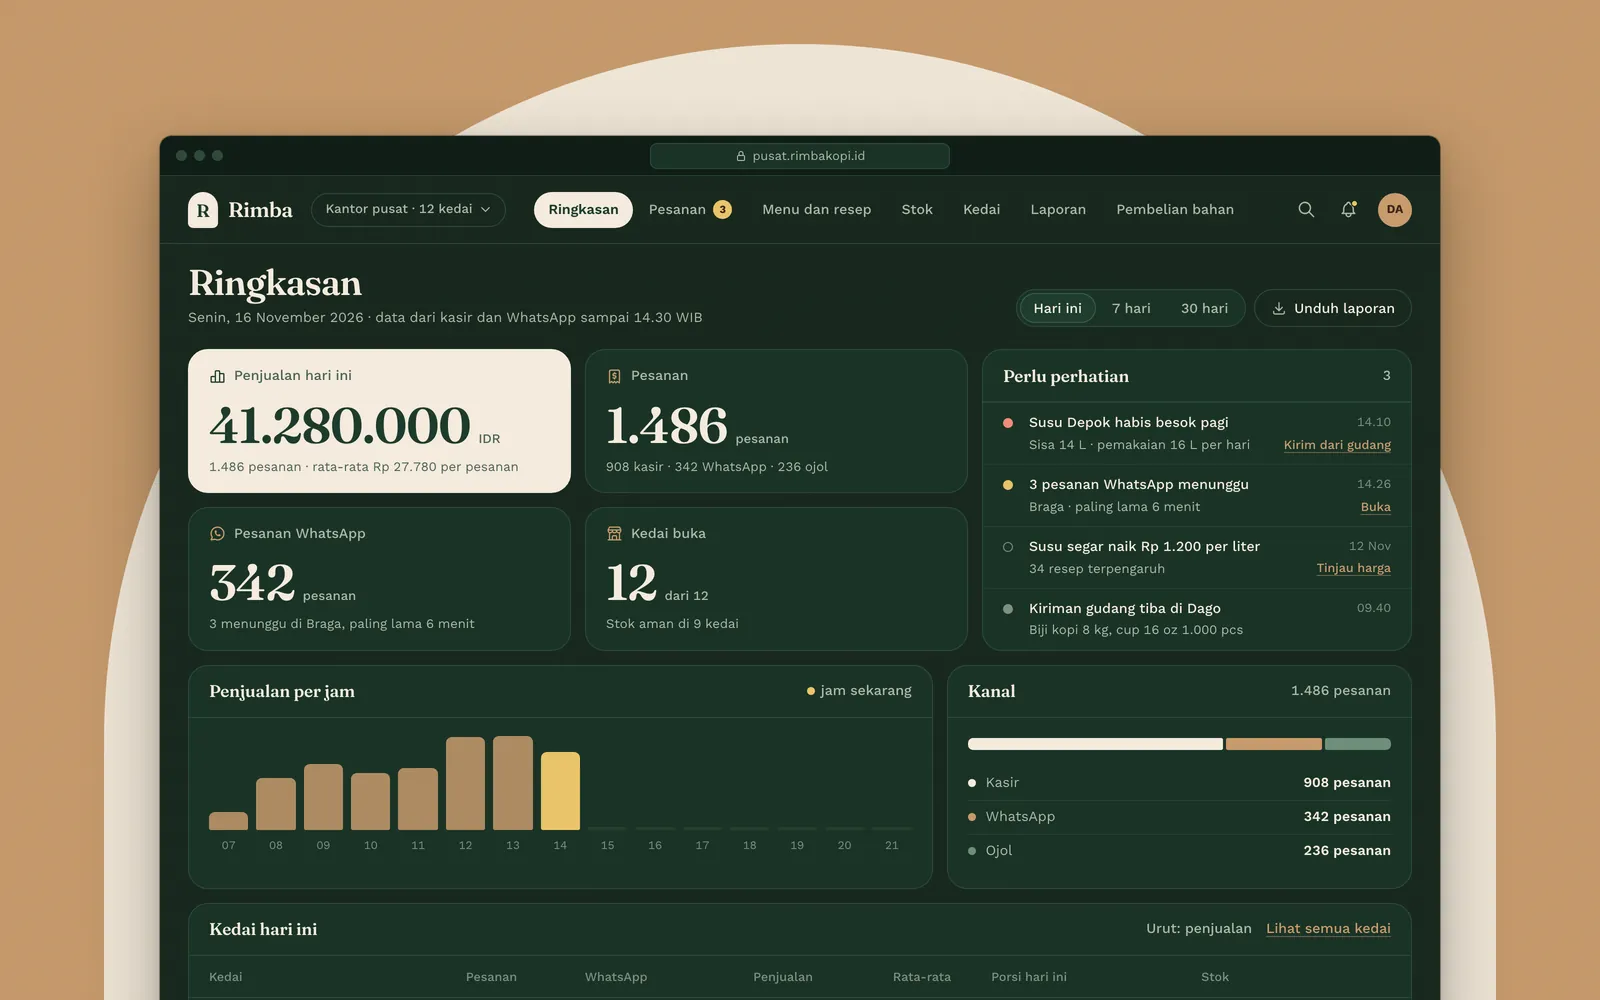 pusat.rimbakopi.id
R Rimba
Kantor pusat · 12 kedai
Ringkasan
Pesanan 3
Menu dan resep
Stok
Kedai
Laporan
Pembelian bahan
DA
Ringkasan
Senin, 16 November 2026 · data dari kasir dan WhatsApp sampai 14.30 WIB
Hari ini
7 hari
30 hari
Unduh laporan
Penjualan hari ini
41.280.000 IDR
1.486 pesanan · rata-rata Rp 27.780 per pesanan
Pesanan
1.486 pesanan
908 kasir · 342 WhatsApp · 236 ojol
Pesanan WhatsApp
342 pesanan
3 menunggu di Braga, paling lama 6 menit
Kedai buka
12 dari 12
Stok aman di 9 kedai
Perlu perhatian 3
Susu Depok habis besok pagi 14.10
Sisa 14 L · pemakaian 16 L per hari Kirim dari gudang
3 pesanan WhatsApp menunggu 14.26
Braga · paling lama 6 menit Buka
Susu segar naik Rp 1.200 per liter 12 Nov
34 resep terpengaruh Tinjau harga
Kiriman gudang tiba di Dago 09.40
Biji kopi 8 kg, cup 16 oz 1.000 pcs
Penjualan per jam jam sekarang
07 08 09 10 11 12 13 14 15 16 17 18 19 20 21
Kanal 1.486 pesanan
Kasir 908 pesanan
WhatsApp 342 pesanan
Ojol 236 pesanan
Kedai hari ini Urut: penjualan Lihat semua kedai
Kedai Pesanan WhatsApp Penjualan Rata-rata Porsi hari ini Stok